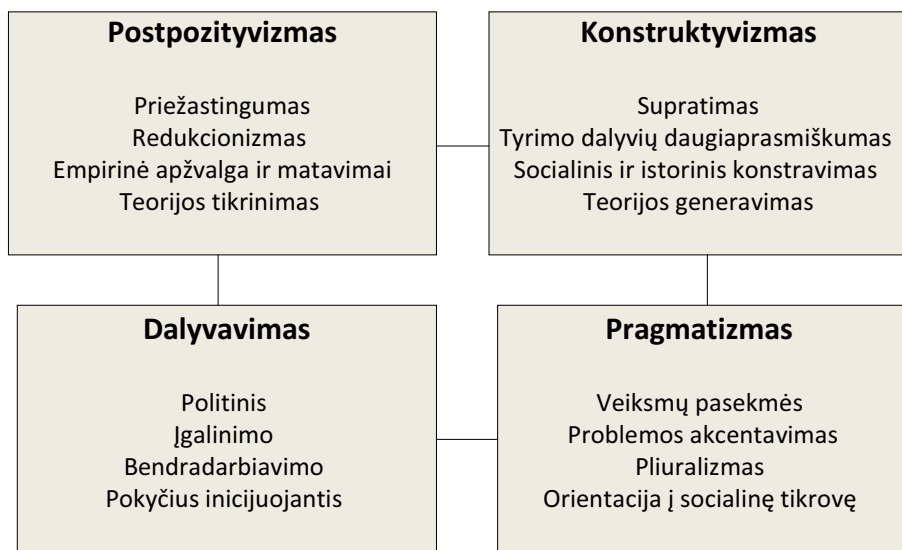 Postpozityvizmas
Priežastingumas
Redukcionizmas
Empirinė apžvalga ir matavimai
Teorijos tikrinimas
Konstruktyvizmas
Supratimas
Tyrimo dalyvių daugiaprasmiškumas
Socialinis ir istorinis konstravimas
Teorijos generavimas
Dalyvavimas
Politinis
Įgalinimo
Bendradarbiavimo
Pokyčius inicijuojantis
Pragmatizmas
Veiksmų pasekmės
Problemos akcentavimas
Pliuralizmas
Orientacija į socialinę tikrovę